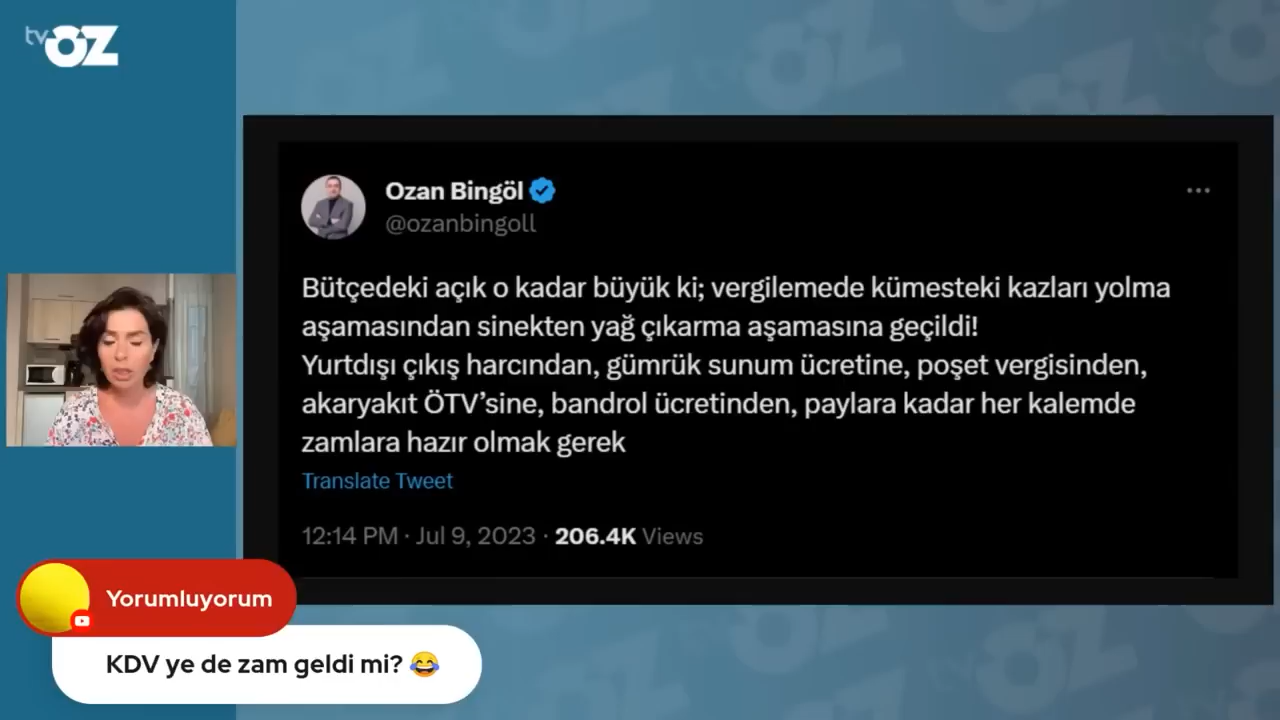 tv ÖZ
Ozan Bingöl
@ozanbingoll
Bütçedeki açık o kadar büyük ki; vergilemede kümesteki kazları yolma
aşamasından sinekten yağ çıkarma aşamasına geçildi!
Yurtdışı çıkış harcından, gümrük sunum ücretine, poşet vergisinden,
akaryakıt ÖTV’sine, bandrol ücretinden, paylara kadar her kalemde
zamlara hazır olmak gerek
Translate Tweet
12:14 PM · Jul 9, 2023 · 206.4K Views
Yorumluyorum
KDV ye de zam geldi mi? 😂